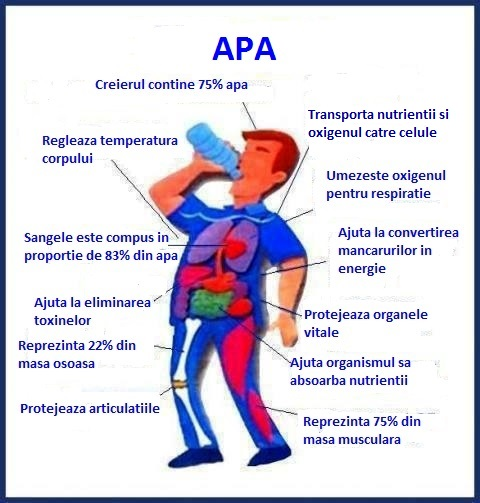 APA
Creierul contine 75% apa
Transporta nutrientii si
oxigenul catre celule
Regleaza temperatura
corpului
Umezeste oxigenul
pentru respiratie
Sangele este compus in
proportie de 83% din apa
Ajuta la convertirea
mancarurilor in
energie
Ajuta la eliminarea
toxinelor
Protejeaza organele
vitale
Reprezinta 22% din
masa osoasa
Ajuta organismul sa
absoarba nutrientii
Protejeaza articulatiile
Reprezinta 75% din
masa musculara